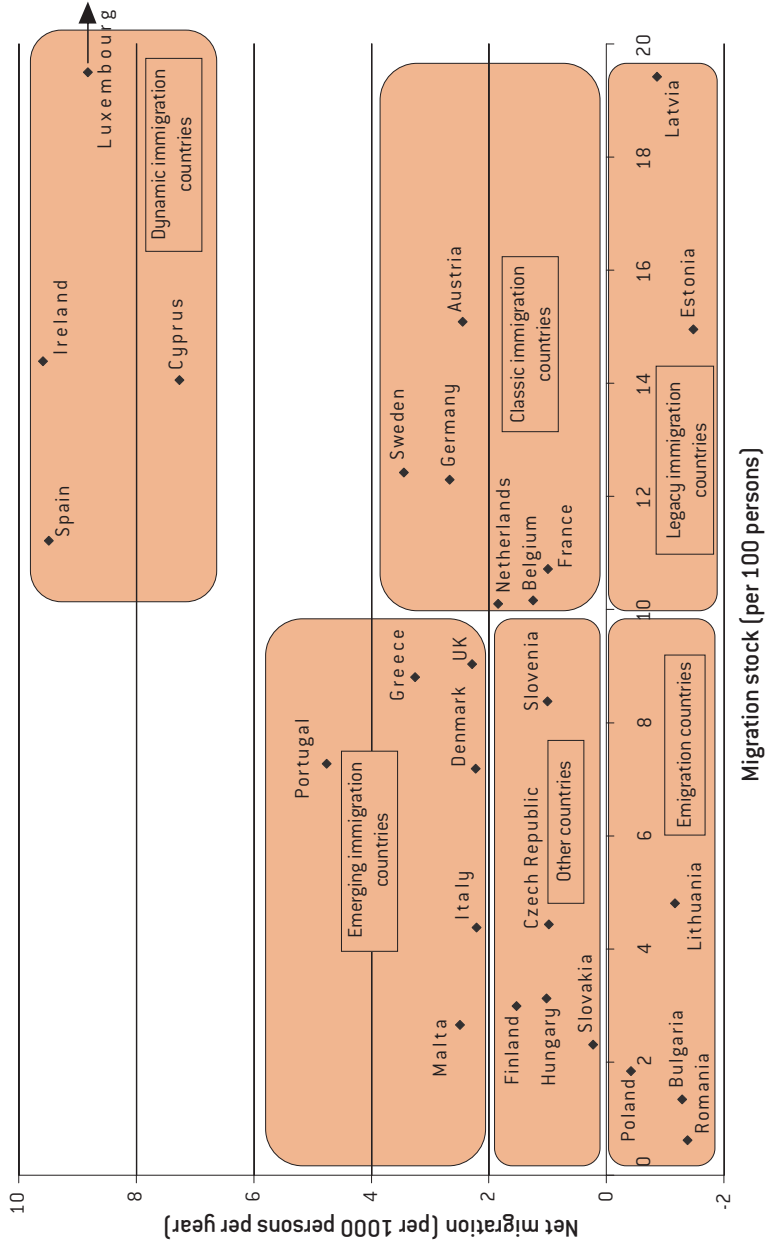 10
8
6
4
2
0
-2
Net migration (per 1000 persons per year)
Spain
Ireland
Cyprus
Luxembourg
Dynamic immigration
countries
Portugal
Greece
Malta
Italy
Denmark
UK
Emerging immigration
countries
Sweden
Germany
Austria
Netherlands
Belgium
France
Classic immigration
countries
Finland
Hungary
Slovakia
Czech Republic
Slovenia
Other countries
Poland
Bulgaria
Romania
Lithuania
Emigration countries
Estonia
Latvia
Legacy immigration
countries
0
2
4
6
8
10
12
14
16
18
20
Migration stock (per 100 persons)